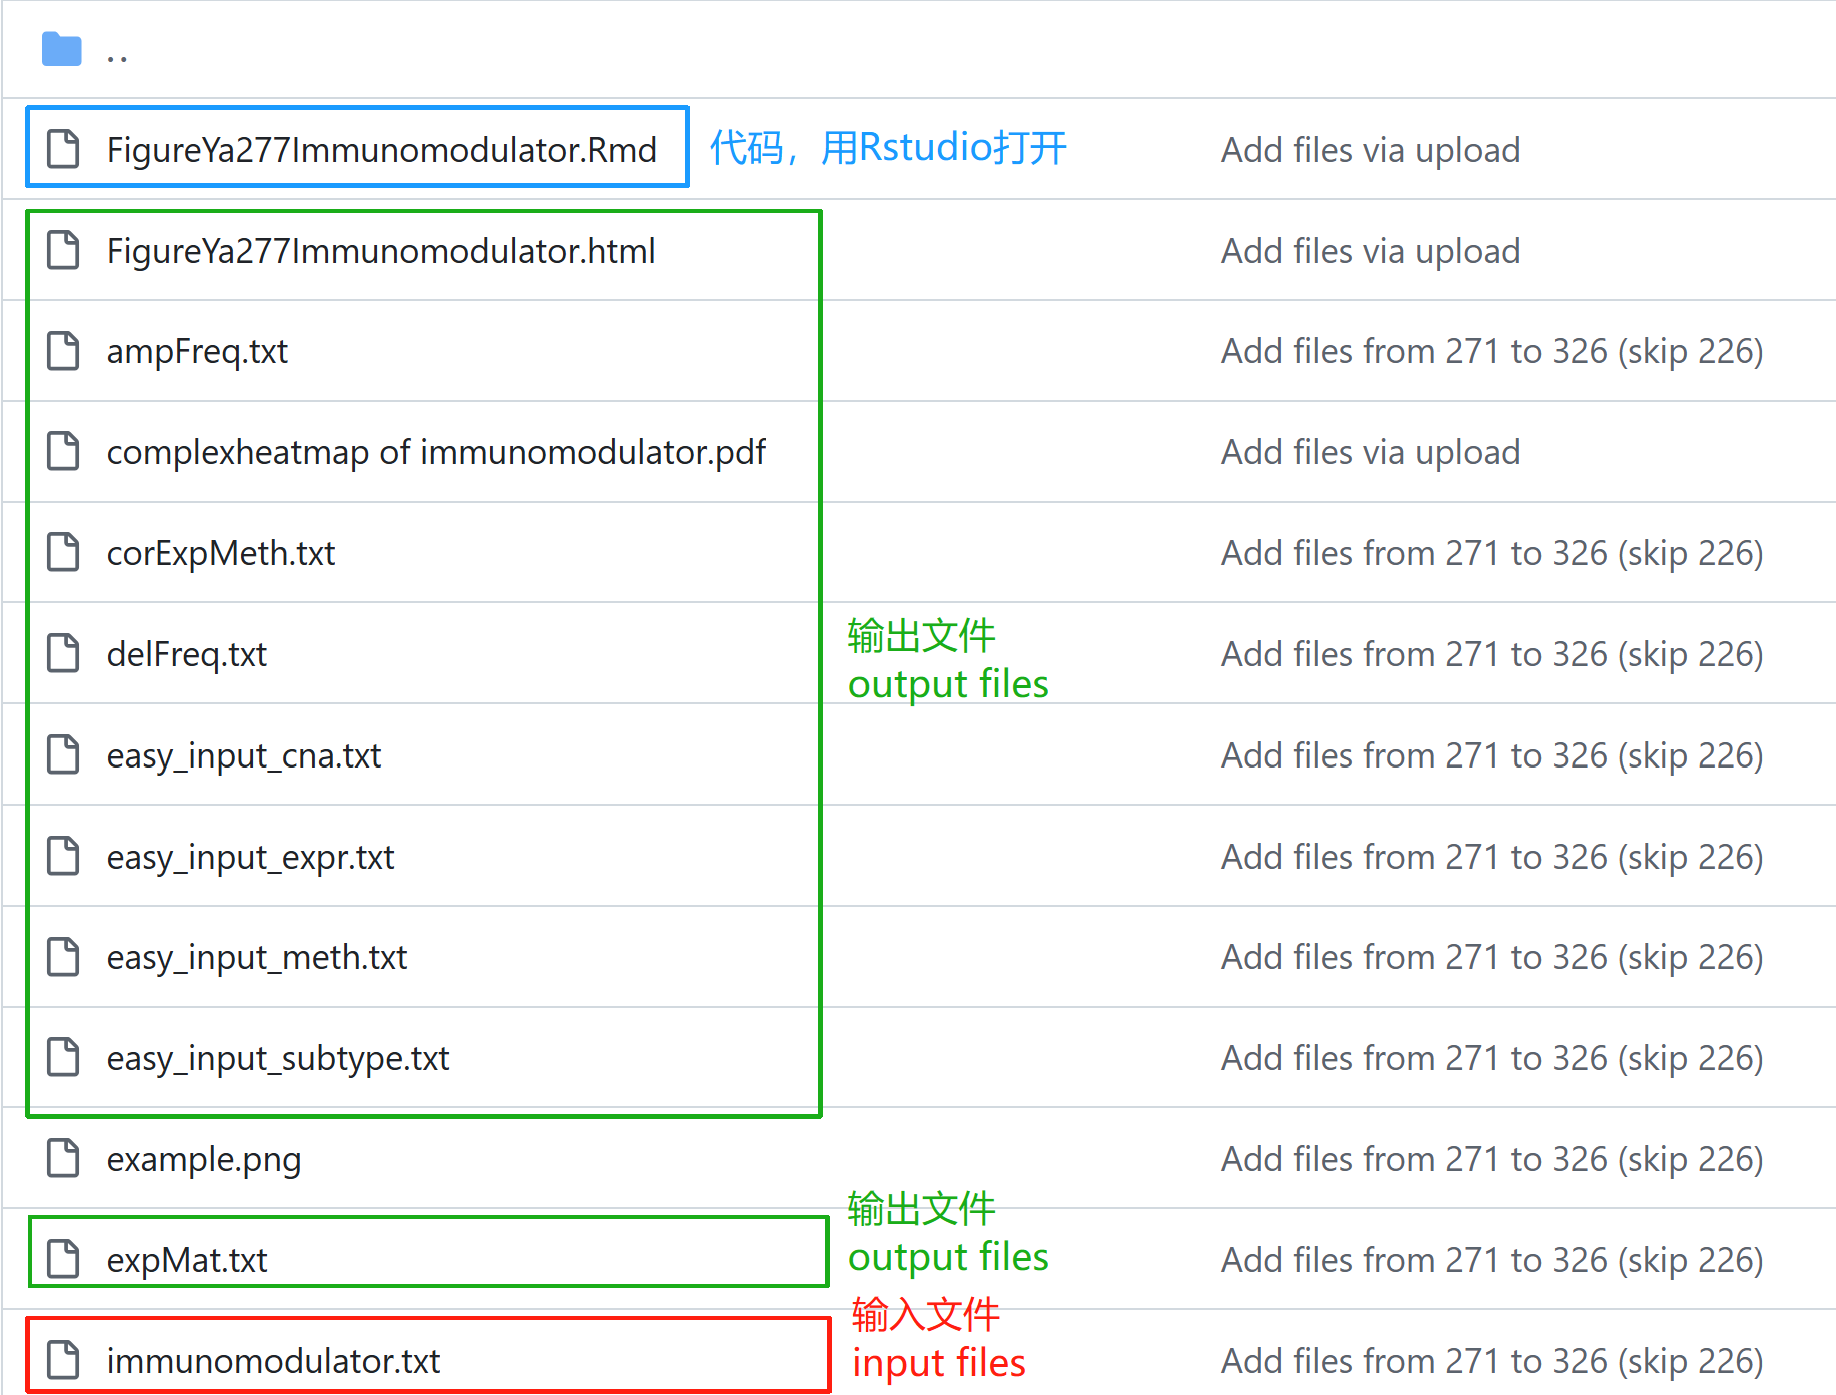 ..
FigureYa277Immunomodulator.Rmd 代码，用Rstudio打开 Add files via upload
FigureYa277Immunomodulator.html Add files via upload
ampFreq.txt Add files from 271 to 326 (skip 226)
complexheatmap of immunomodulator.pdf Add files via upload
corExpMeth.txt Add files from 271 to 326 (skip 226)
输出文件
delFreq.txt Add files from 271 to 326 (skip 226)
output files
easy_input_cna.txt Add files from 271 to 326 (skip 226)
easy_input_expr.txt Add files from 271 to 326 (skip 226)
easy_input_meth.txt Add files from 271 to 326 (skip 226)
easy_input_subtype.txt Add files from 271 to 326 (skip 226)
example.png Add files from 271 to 326 (skip 226)
输出文件
expMat.txt output files Add files from 271 to 326 (skip 226)
输入文件
immunomodulator.txt input files Add files from 271 to 326 (skip 226)